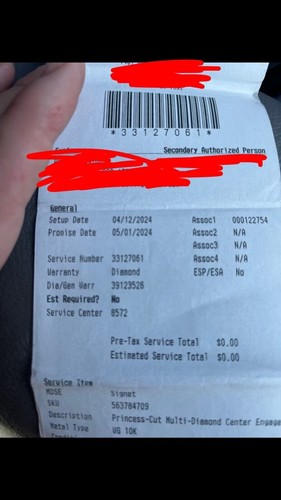 *33127061*
Secondary Authorized Person
General
Setup Date 04/12/2024 Assoc1 000122754
Promise Date 05/01/2024 Assoc2 N/A
Assoc3 N/A
Service Number 33127061 Assoc4 N/A
Warranty Diamond ESP/ESA No
Dia/Gem Warr 39123526
Est Required? No
Service Center 8572
Pre-Tax Service Total $0.00
Estimated Service Total $0.00
Service Item
MDSE Signet
SKU 563784709
Description Princess-Cut Multi-Diamond Center Engage
Metal Type WG 10K